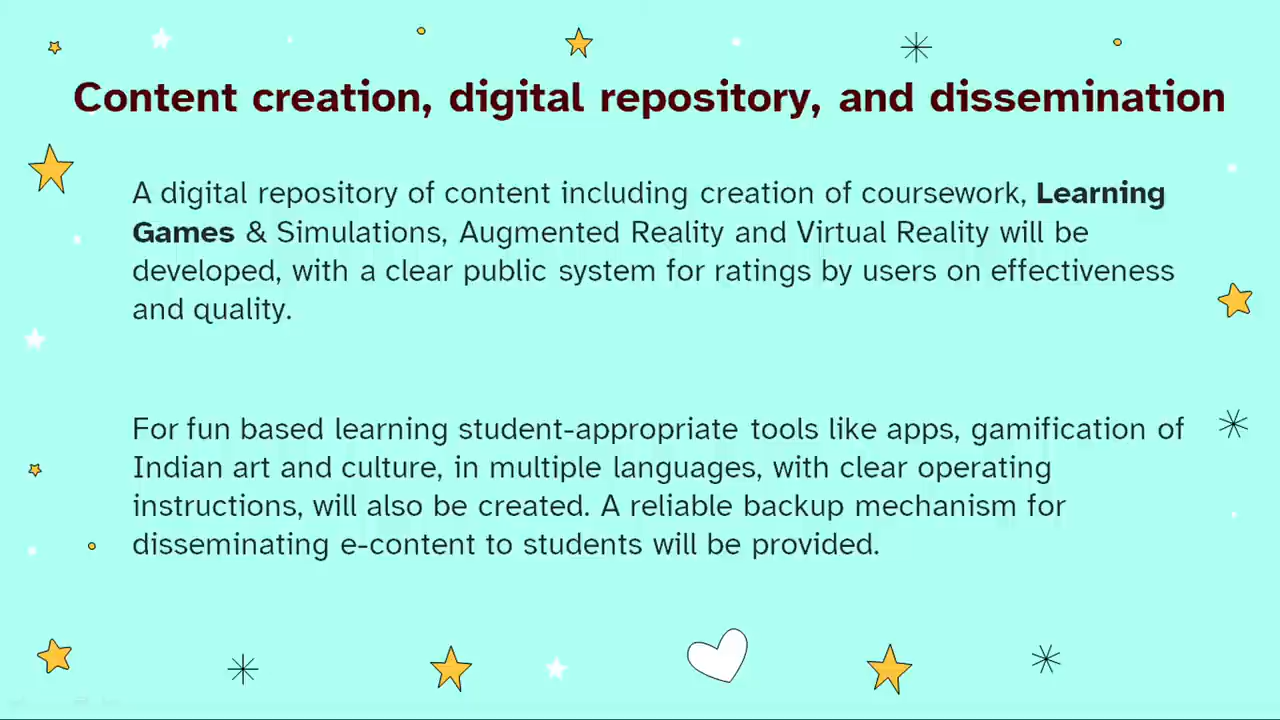 Content creation, digital repository, and dissemination
A digital repository of content including creation of coursework, Learning
Games & Simulations, Augmented Reality and Virtual Reality will be
developed, with a clear public system for ratings by users on effectiveness
and quality.
For fun based learning student-appropriate tools like apps, gamification of
Indian art and culture, in multiple languages, with clear operating
instructions, will also be created. A reliable backup mechanism for
disseminating e-content to students will be provided.